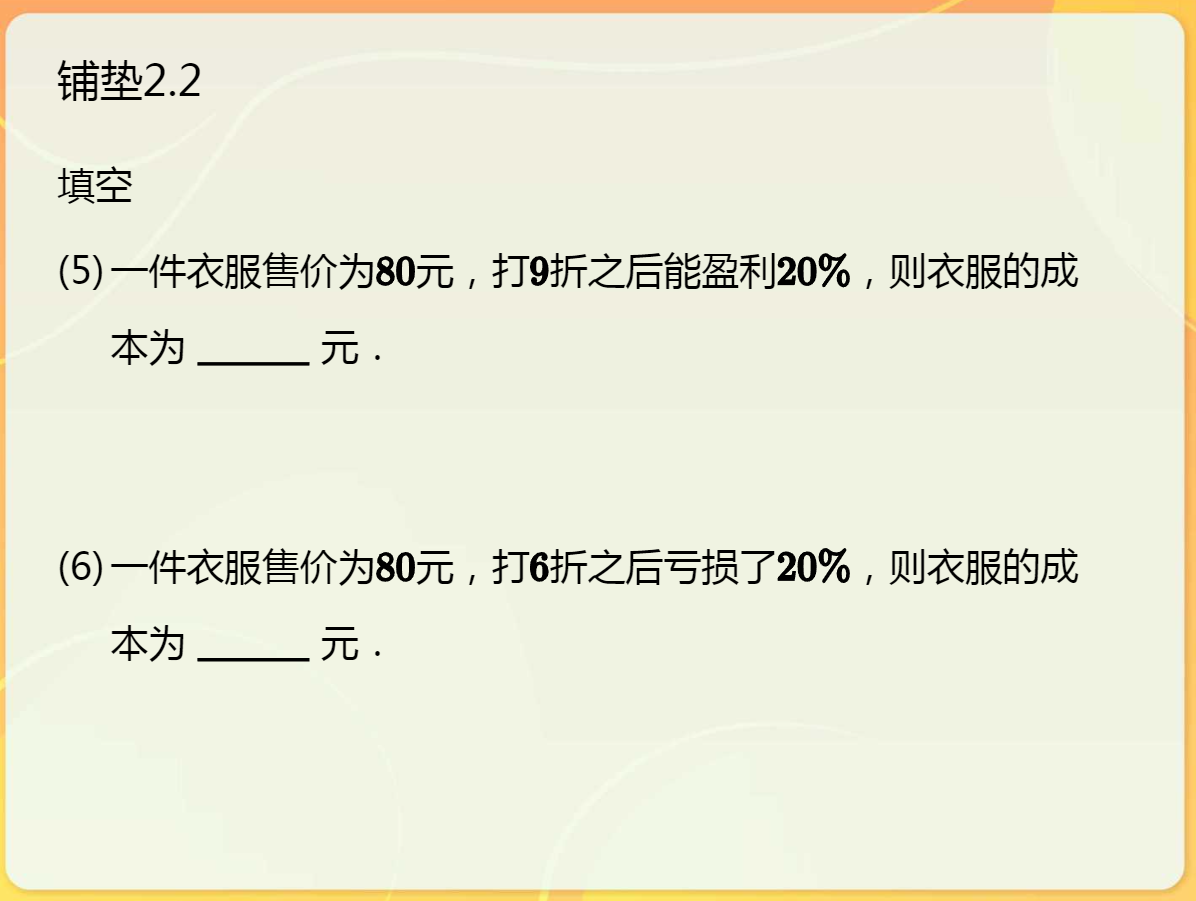 铺垫2.2
填空
(5) 一件衣服售价为80元，打9折之后能盈利20%，则衣服的成
本为 ______ 元．
(6) 一件衣服售价为80元，打6折之后亏损了20%，则衣服的成
本为 ______ 元．